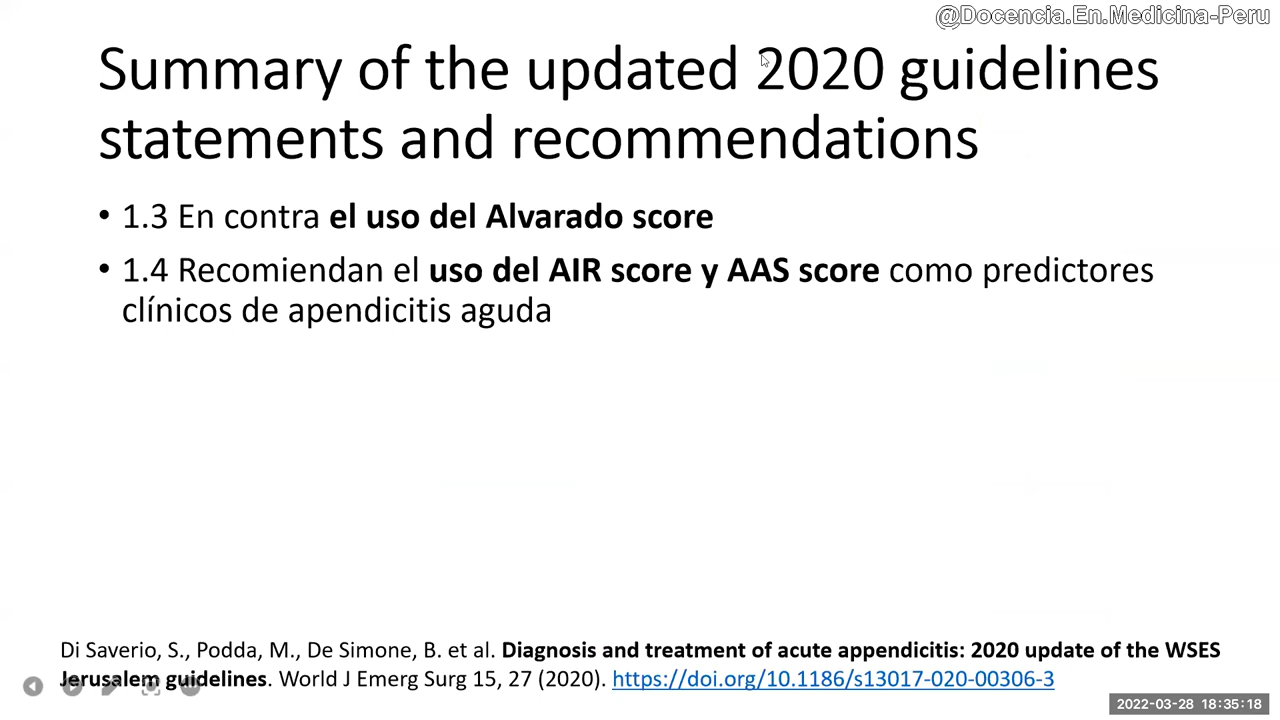 @Docencia.En.Medicina-Peru
Summary of the updated 2020 guidelines
statements and recommendations
• 1.3 En contra el uso del Alvarado score
• 1.4 Recomiendan el uso del AIR score y AAS score como predictores
clínicos de apendicitis aguda
Di Saverio, S., Podda, M., De Simone, B. et al. Diagnosis and treatment of acute appendicitis: 2020 update of the WSES
Jerusalem guidelines. World J Emerg Surg 15, 27 (2020). https://doi.org/10.1186/s13017-020-00306-3
2022-03-28 18:35:18